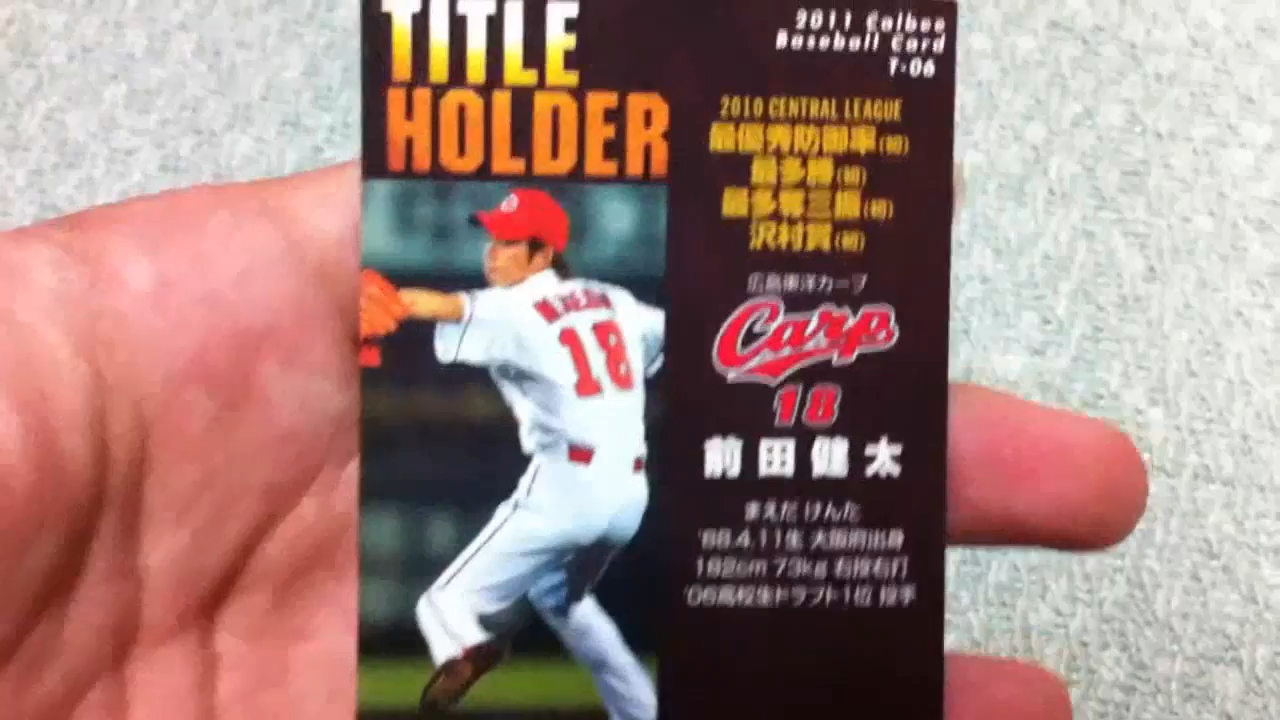 TITLE
HOLDER
2011 Calbee
Baseball Card
T-06
2010 CENTRAL LEAGUE
最優秀防御率(初)
最多勝(初)
最多奪三振(初)
沢村賞(初)
広島東洋カープ
Carp
18
前田健太
まえだ けんた
'88.4.11生 大阪府出身
182cm 73kg 右投右打
'06高校生ドラフト1位 投手
MAEDA
18